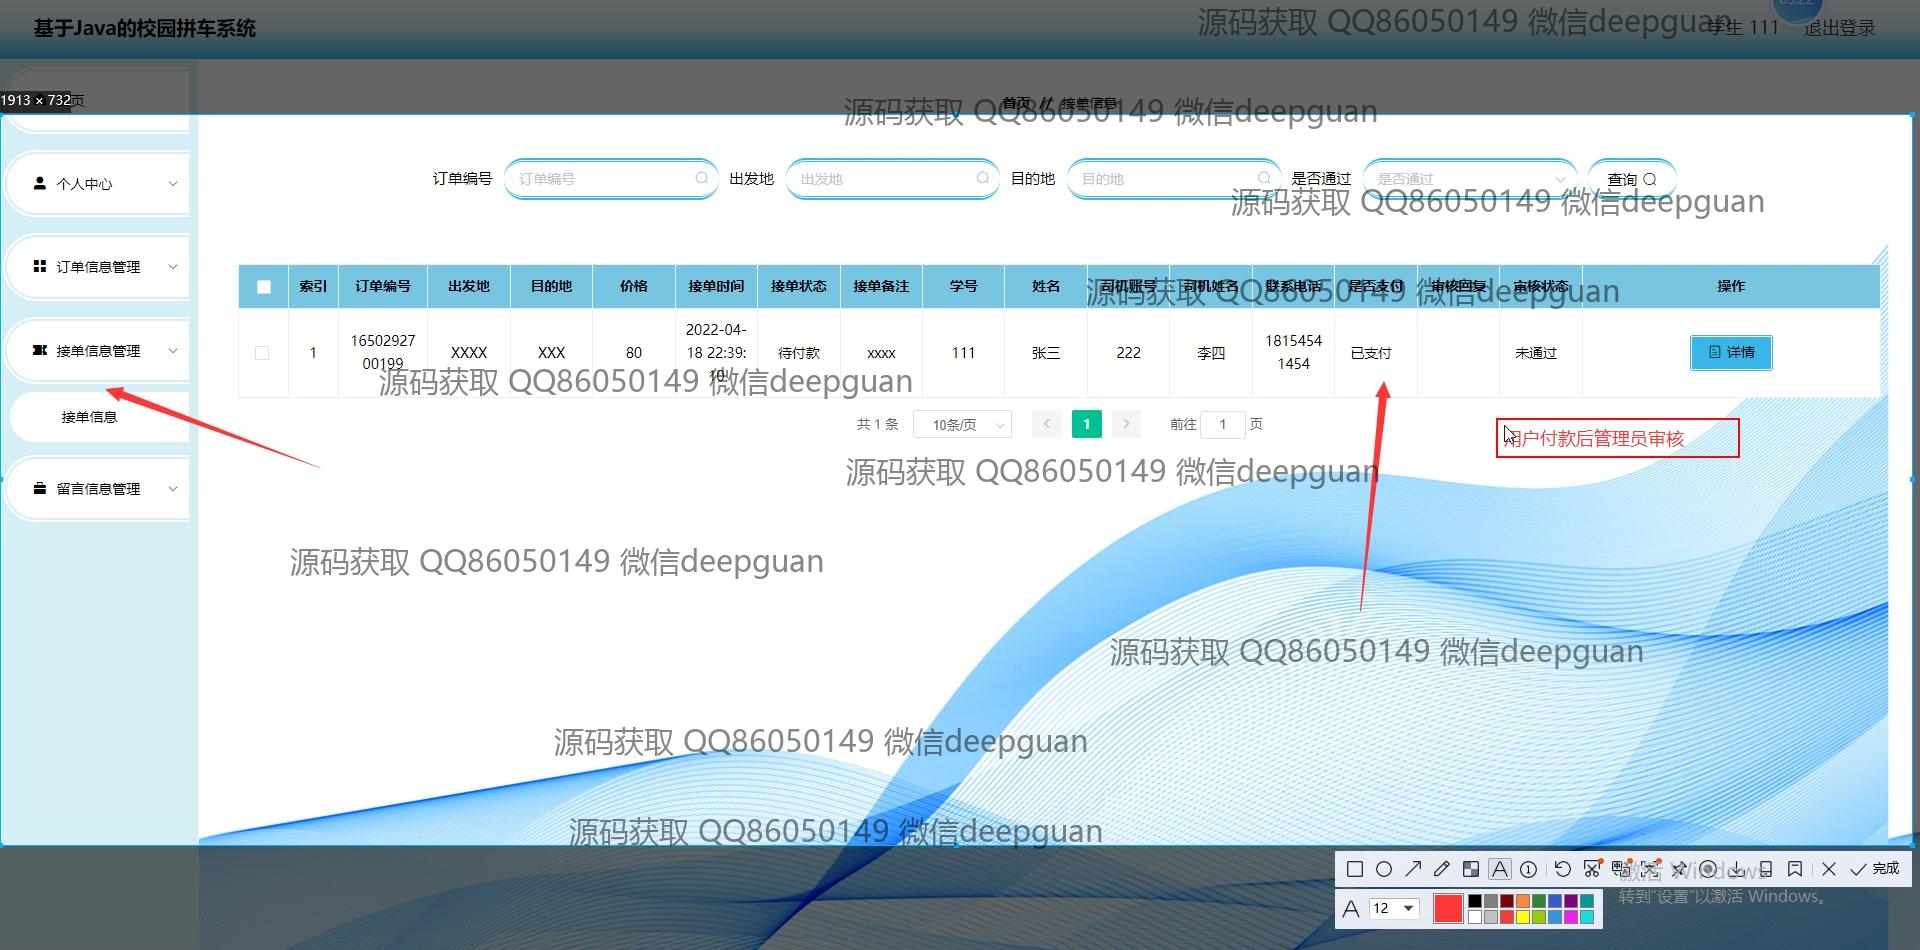 基于Java的校园拼车系统
源码获取 QQ86050149 微信deepguan
学生 111
退出登录
1913 × 732
页
首页 // 接单信息
源码获取 QQ86050149 微信deepguan
个人中心
订单编号 订单编号 出发地 出发地 目的地 目的地 是否通过 是否通过 查询
源码获取 QQ86050149 微信deepguan
订单信息管理
索引 订单编号 出发地 目的地 价格 接单时间 接单状态 接单备注 学号 姓名 司机账号 司机姓名 联系电话 是否支付 审核回复 审核状态 操作
源码获取 QQ86050149 微信deepguan
接单信息管理
1 1650292700199 XXXX XXX 80 2022-04-18 22:39: 待付款 xxxx 111 张三 222 李四 18154541454 已支付 未通过 详情
源码获取 QQ86050149 微信deepguan
接单信息
共 1 条 10条/页 1 前往 1 页
用户付款后管理员审核
源码获取 QQ86050149 微信deepguan
留言信息管理
源码获取 QQ86050149 微信deepguan
源码获取 QQ86050149 微信deepguan
源码获取 QQ86050149 微信deepguan
源码获取 QQ86050149 微信deepguan
完成
激活 Windows
转到"设置"以激活 Windows。
12